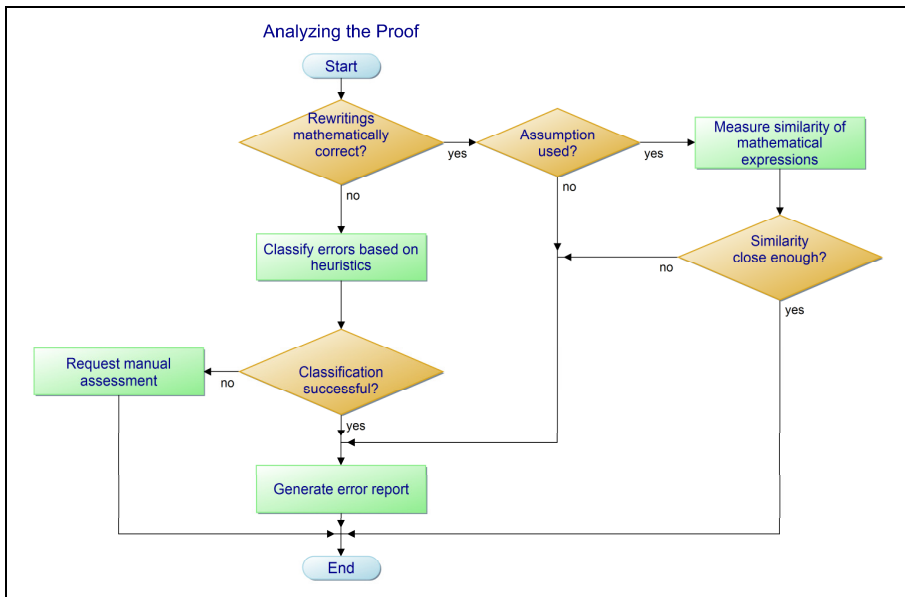 Analyzing the Proof
Start
Rewritings
mathematically
correct?
yes
Assumption
used?
yes
Measure similarity of
mathematical
expressions
no
no
Classify errors based on
heuristics
Similarity
close enough?
no
yes
Request manual
assessment
no
Classification
successful?
yes
Generate error report
End